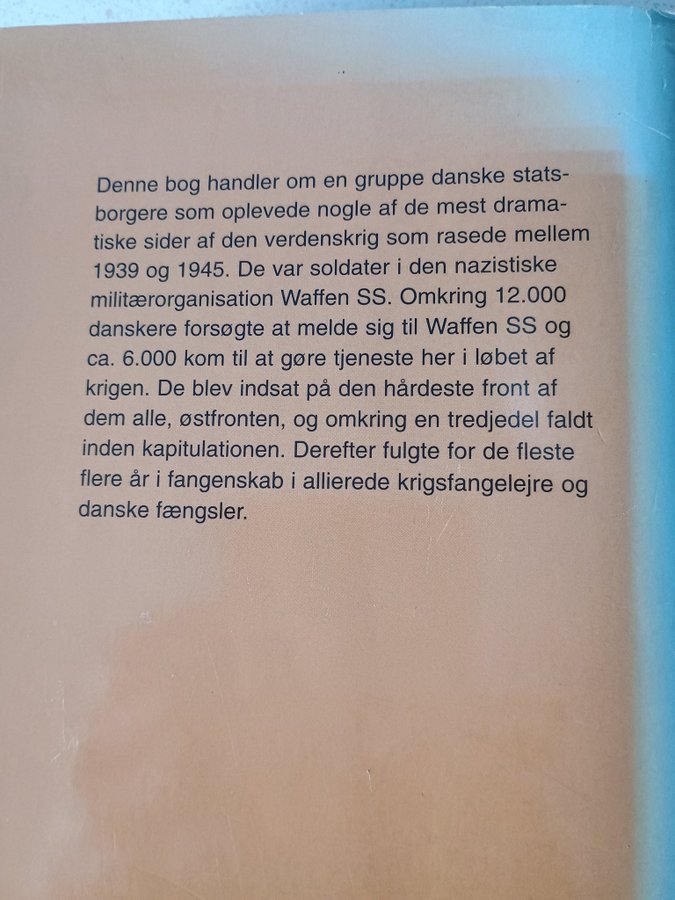 Denne bog handler om en gruppe danske stats-
borgere som oplevede nogle af de mest drama-
tiske sider af den verdenskrig som rasede mellem
1939 og 1945. De var soldater i den nazistiske
militærorganisation Waffen SS. Omkring 12.000
danskere forsøgte at melde sig til Waffen SS og
ca. 6.000 kom til at gøre tjeneste her i løbet af
krigen. De blev indsat på den hårdeste front af
dem alle, østfronten, og omkring en tredjedel faldt
inden kapitulationen. Derefter fulgte for de fleste
flere år i fangenskab i allierede krigsfangelejre og
danske fængsler.